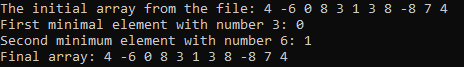 The initial array from the file: 4 -6 0 8 3 1 3 8 -8 7 4
First minimal element with number 3: 0
Second minimum element with number 6: 1
Final array: 4 -6 0 8 3 1 3 8 -8 7 4